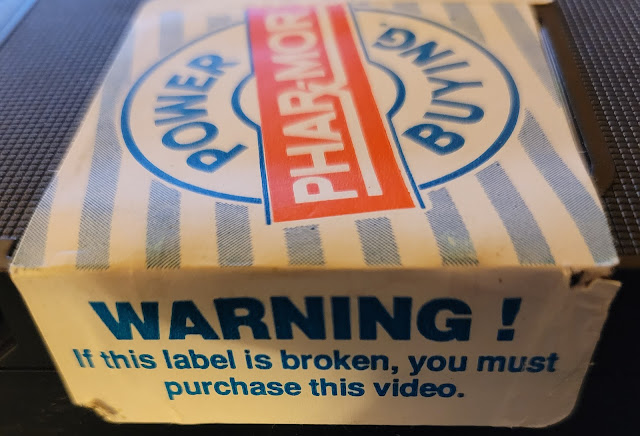 POWER
BUYING
PHAR-MOR
WARNING !
If this label is broken, you must
purchase this video.